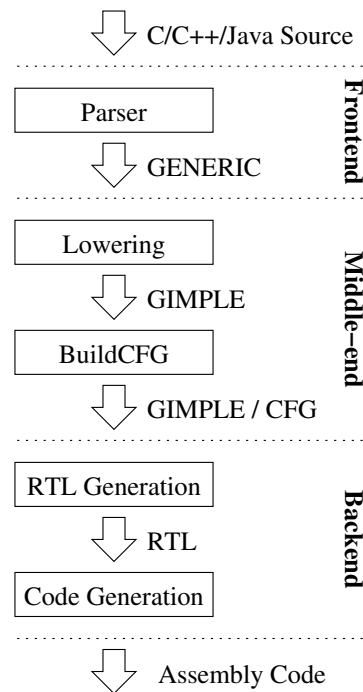 C/C++/Java Source
Frontend
Parser
GENERIC
Middle-end
Lowering
GIMPLE
BuildCFG
GIMPLE / CFG
Backend
RTL Generation
RTL
Code Generation
Assembly Code